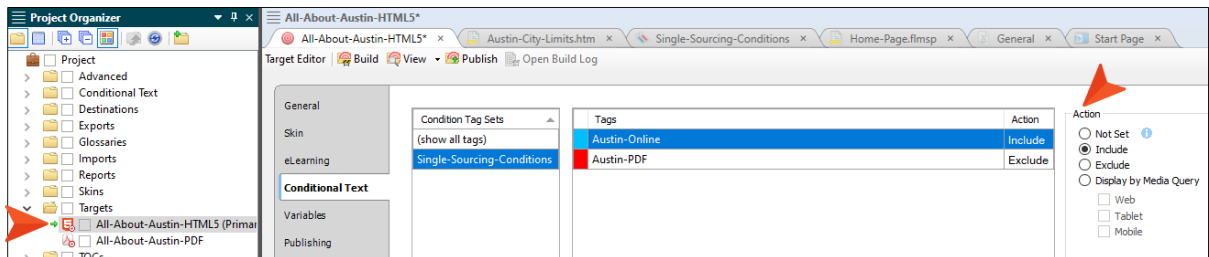 Project Organizer
All-About-Austin-HTML5*
All-About-Austin-HTML5*
Austin-City-Limits.htm
Single-Sourcing-Conditions
Home-Page.flmsp
General
Start Page
Project
Advanced
Conditional Text
Destinations
Exports
Glossaries
Imports
Reports
Skins
Targets
All-About-Austin-HTML5 (Primar
All-About-Austin-PDF
TOCs
Target Editor
Build
View
Publish
Open Build Log
General
Skin
eLearning
Conditional Text
Variables
Publishing
Condition Tag Sets
(show all tags)
Single-Sourcing-Conditions
Tags
Action
Austin-Online
Include
Austin-PDF
Exclude
Action
Not Set
Include
Exclude
Display by Media Query
Web
Tablet
Mobile